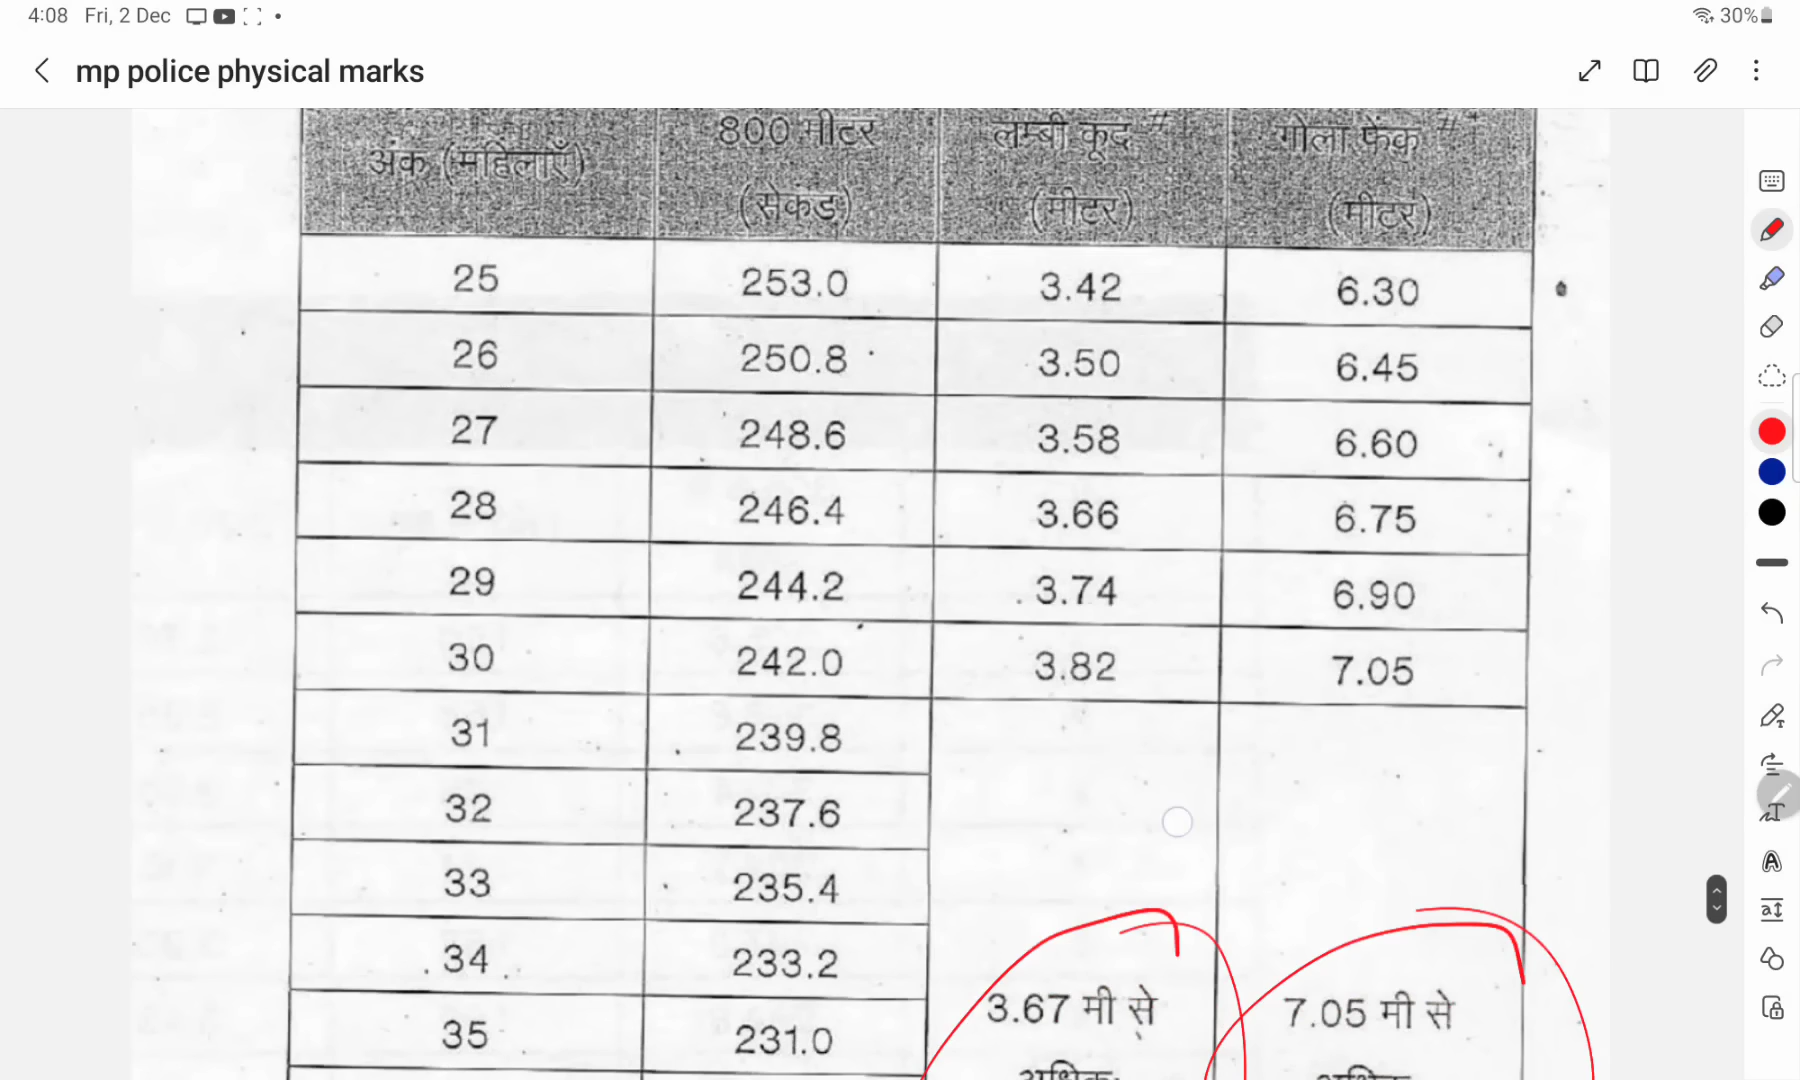 4:08 Fri, 2 Dec 30%
mp police physical marks
अंक (महिलाएँ) 800 मीटर (सेकंड) लम्बी कूद # (मीटर) गोला फेंक # (मीटर)
25 253.0 3.42 6.30
26 250.8 3.50 6.45
27 248.6 3.58 6.60
28 246.4 3.66 6.75
29 244.2 3.74 6.90
30 242.0 3.82 7.05
31 239.8
32 237.6
33 235.4
34 233.2
35 231.0
3.67 मी से 7.05 मी से
अधिक अधिक